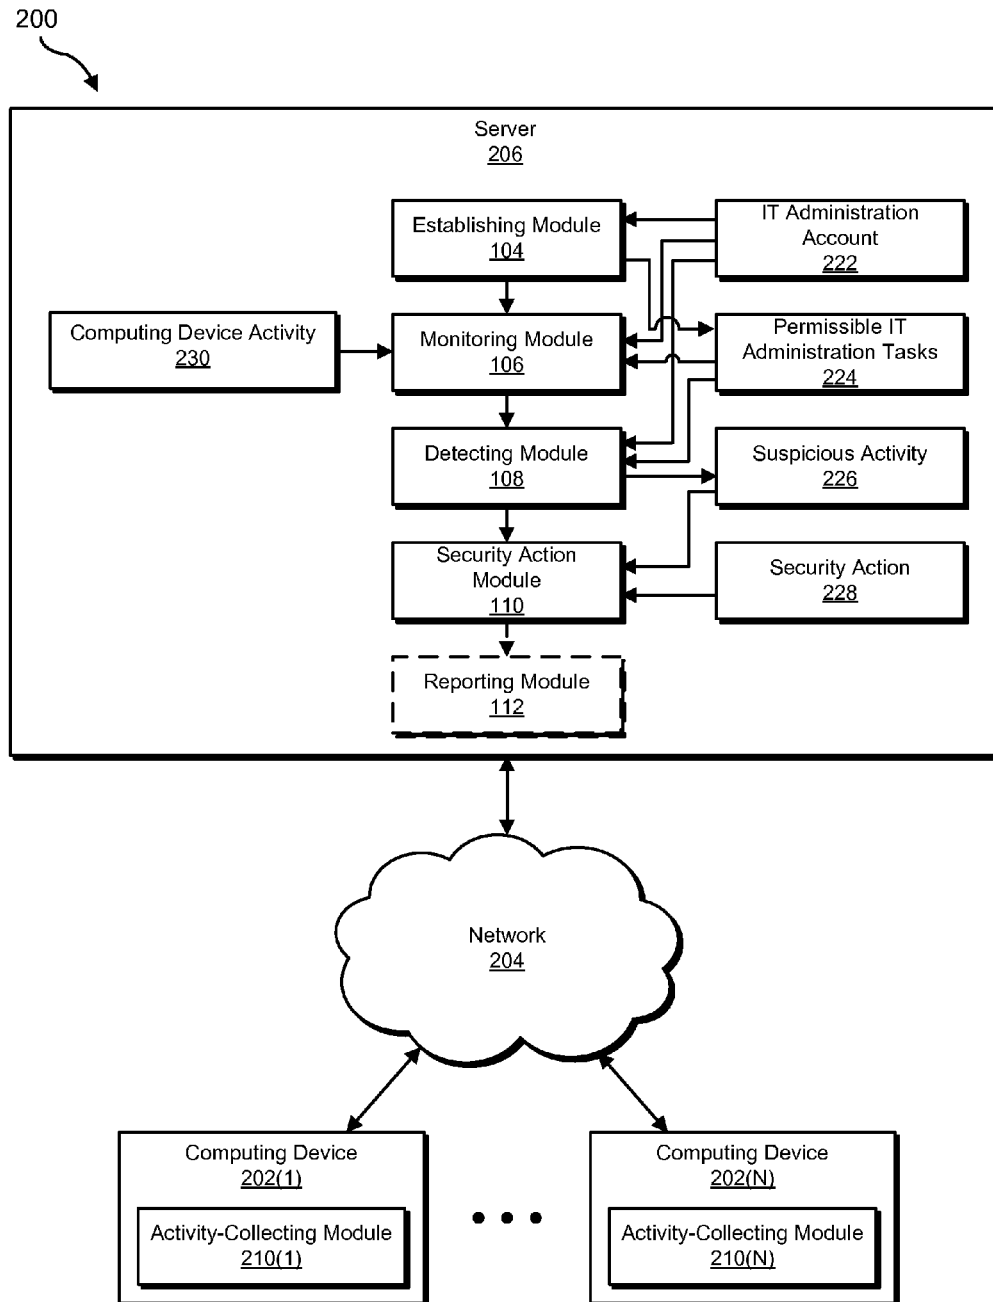 200
Server
206
Establishing Module
104
IT Administration
Account
222
Computing Device Activity
230
Monitoring Module
106
Permissible IT
Administration Tasks
224
Detecting Module
108
Suspicious Activity
226
Security Action
Module
110
Security Action
228
Reporting Module
112
Network
204
Computing Device
202(1)
Activity-Collecting Module
210(1)
Computing Device
202(N)
Activity-Collecting Module
210(N)